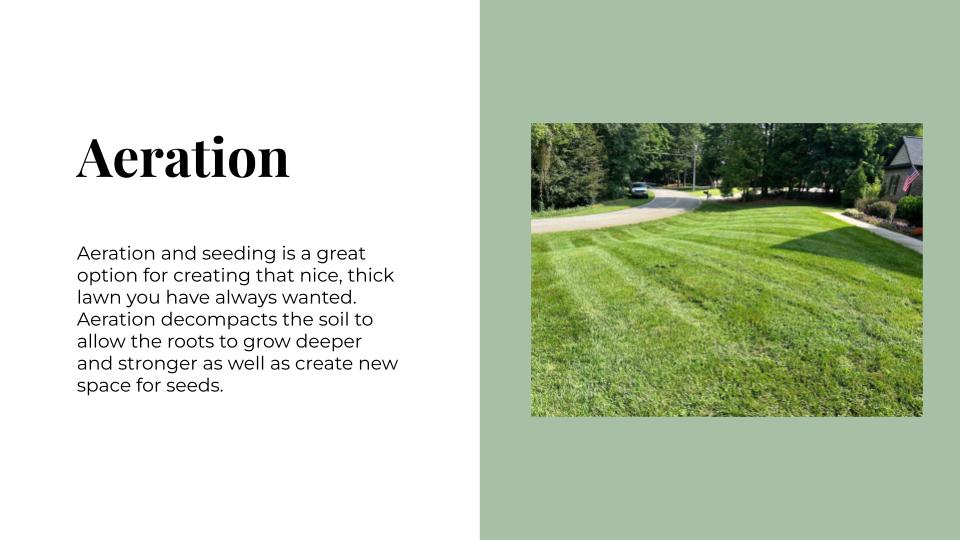 Aeration
Aeration and seeding is a great
option for creating that nice, thick
lawn you have always wanted.
Aeration decompacts the soil to
allow the roots to grow deeper
and stronger as well as create new
space for seeds.